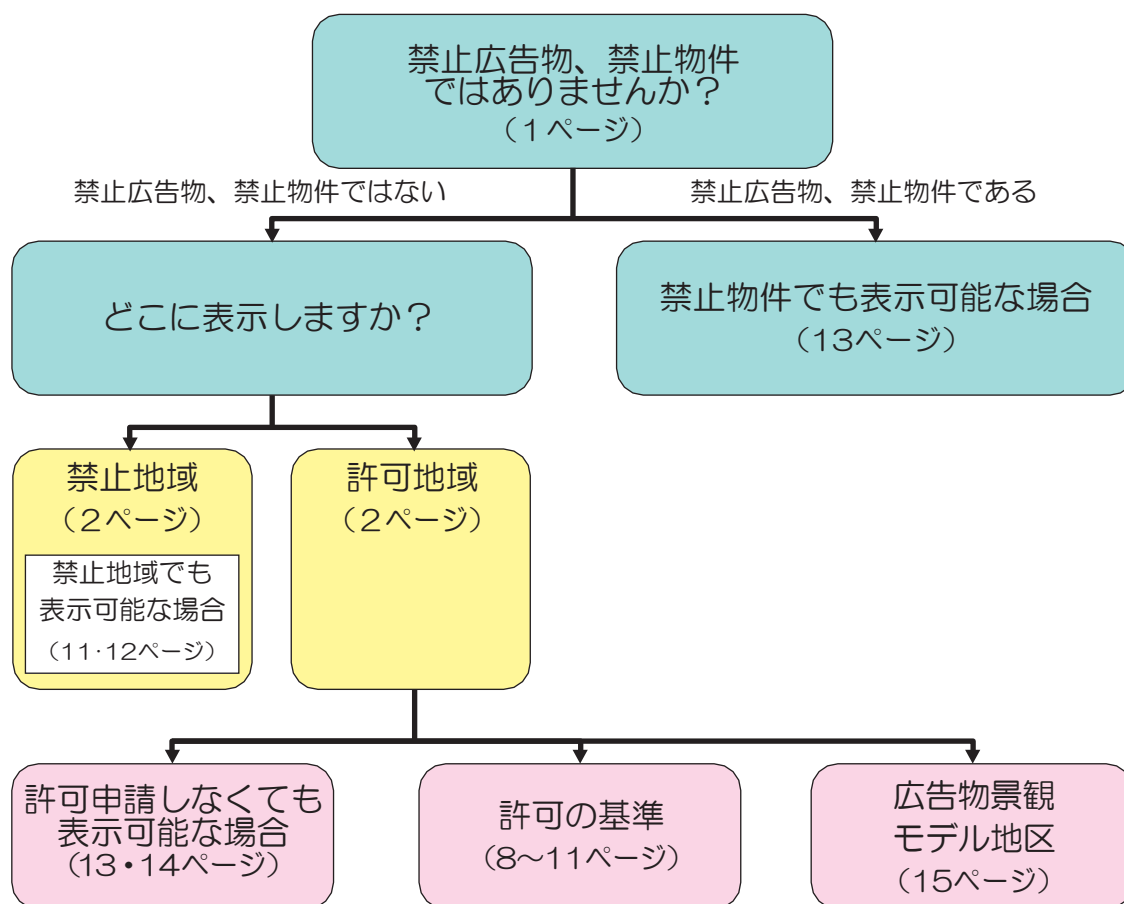 禁止広告物、禁止物件
ではありませんか？
（1ページ）
禁止広告物、禁止物件ではない
禁止広告物、禁止物件である
どこに表示しますか？
禁止物件でも表示可能な場合
（13ページ）
禁止地域
（2ページ）
禁止地域でも
表示可能な場合
（11・12ページ）
許可地域
（2ページ）
許可申請しなくても
表示可能な場合
（13・14ページ）
許可の基準
（8～11ページ）
広告物景観
モデル地区
（15ページ）